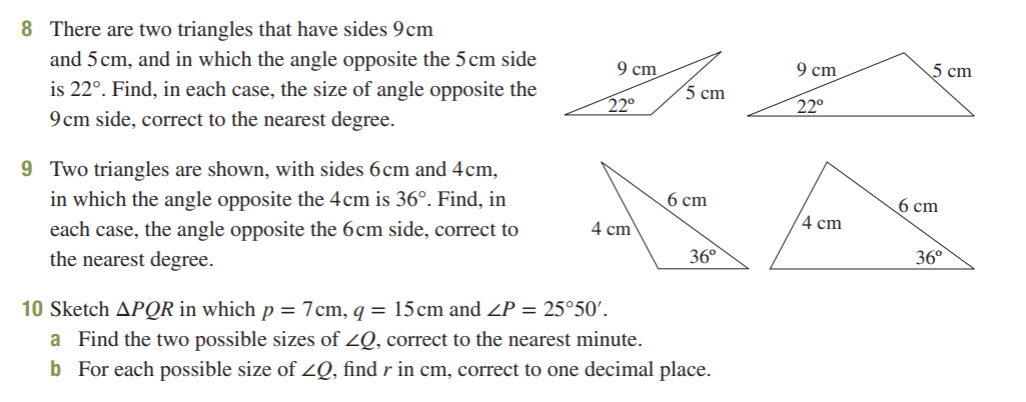 8 There are two triangles that have sides 9 cm
and 5 cm, and in which the angle opposite the 5 cm side
is 22°. Find, in each case, the size of angle opposite the
9 cm side, correct to the nearest degree.
9 cm
5 cm
22º
9 cm
5 cm
22º
9 Two triangles are shown, with sides 6 cm and 4 cm,
in which the angle opposite the 4 cm is 36°. Find, in
each case, the angle opposite the 6 cm side, correct to
the nearest degree.
6 cm
4 cm
36º
6 cm
4 cm
36º
10 Sketch ΔPQR in which p = 7 cm, q = 15 cm and ∠P = 25°50′.
a Find the two possible sizes of ∠Q, correct to the nearest minute.
b For each possible size of ∠Q, find r in cm, correct to one decimal place.